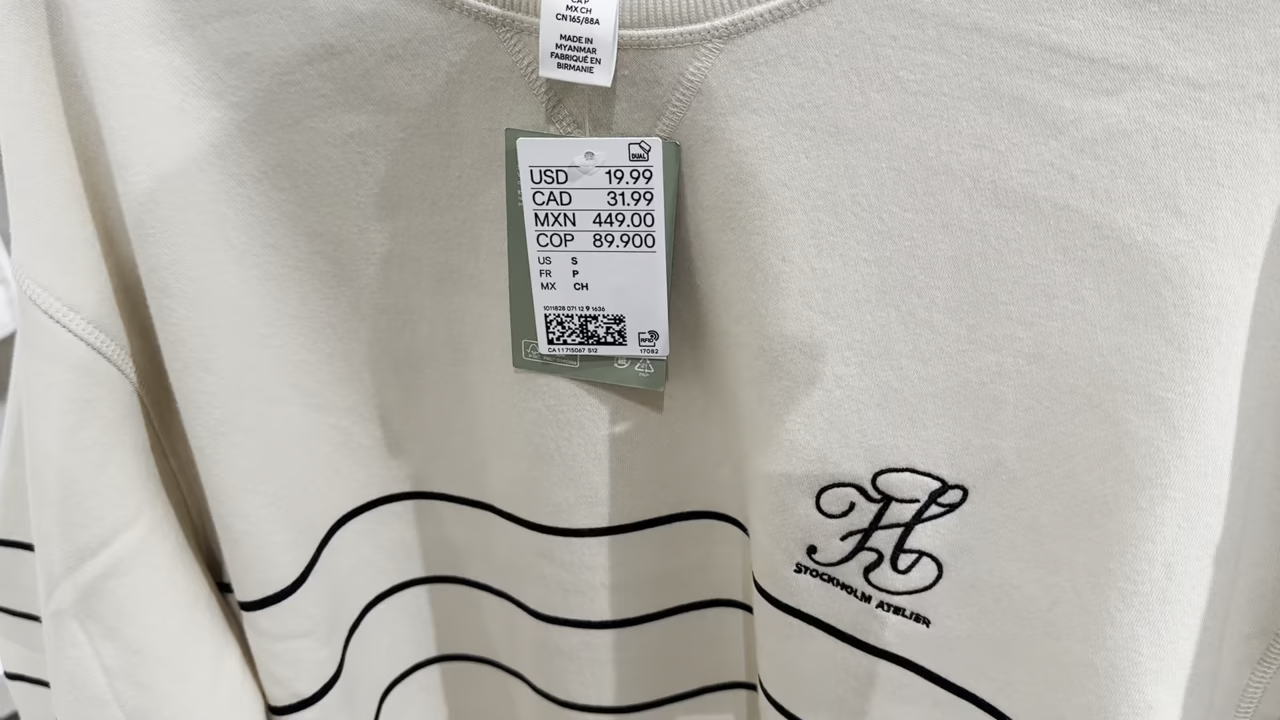 MX CH
CN 165/88A
MADE IN
MYANMAR
FABRIQUÉ EN
BIRMANIE
DUAL
USD 19.99
CAD 31.99
MXN 449.00
COP 89.900
US S
FR P
MX CH
1011828 071 12 9 1636
RFID
CA 11715067 S12 17082
H
STOCKHOLM ATELIER